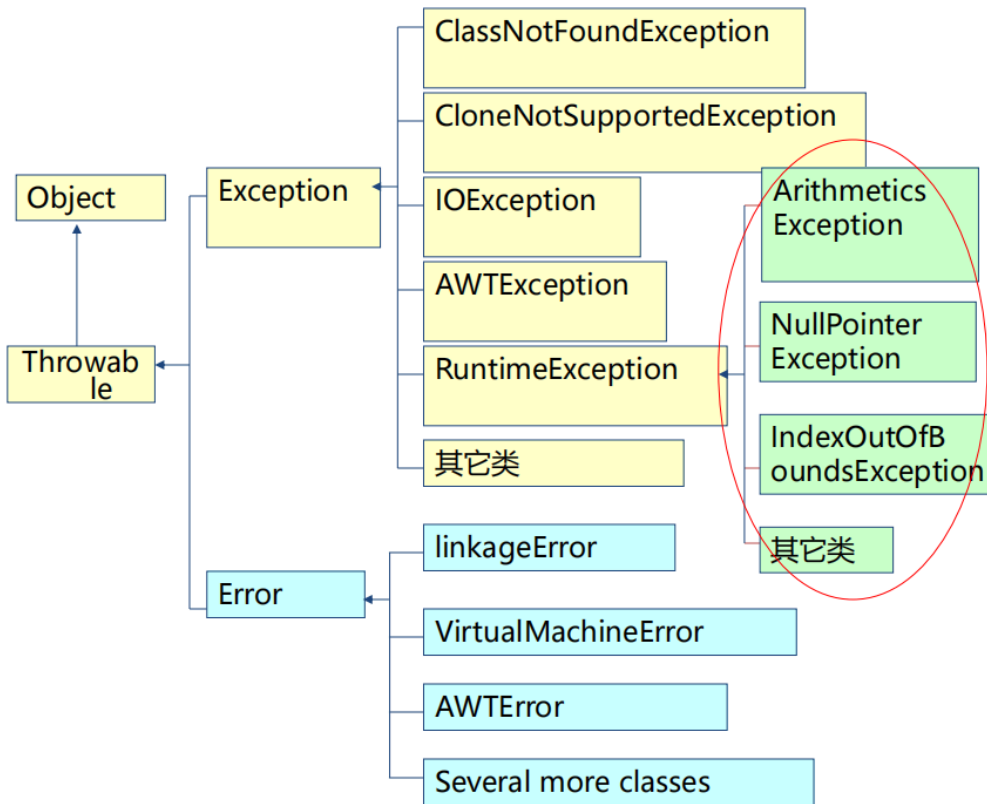 Object
Throwab
le
Exception
ClassNotFoundException
CloneNotSupportedException
IOException
AWTException
RuntimeException
其它类
Arithmetics
Exception
NullPointer
Exception
IndexOutOfB
oundsException
其它类
Error
linkageError
VirtualMachineError
AWTError
Several more classes